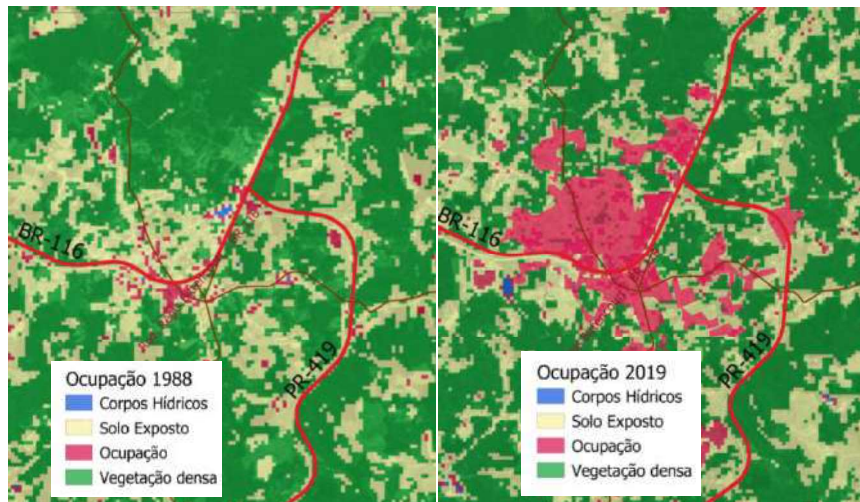 BR-116
PR-419
Ocupação 1988
Corpos Hídricos
Solo Exposto
Ocupação
Vegetação densa
BR-116
PR-419
Ocupação 2019
Corpos Hídricos
Solo Exposto
Ocupação
Vegetação densa